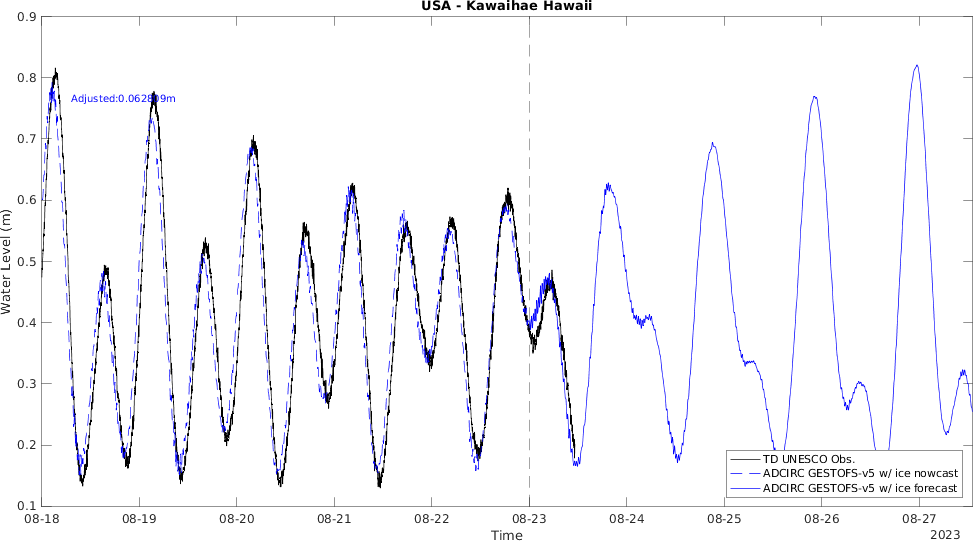 USA - Kawaihae Hawaii
0.9
0.8
0.7
0.6
0.5
0.4
0.3
0.2
0.1
Water Level (m)
Adjusted:0.062809m
TD UNESCO Obs.
ADCIRC GESTOFS-v5 w/ ice nowcast
ADCIRC GESTOFS-v5 w/ ice forecast
08-18 08-19 08-20 08-21 08-22 08-23 08-24 08-25 08-26 08-27
Time
2023